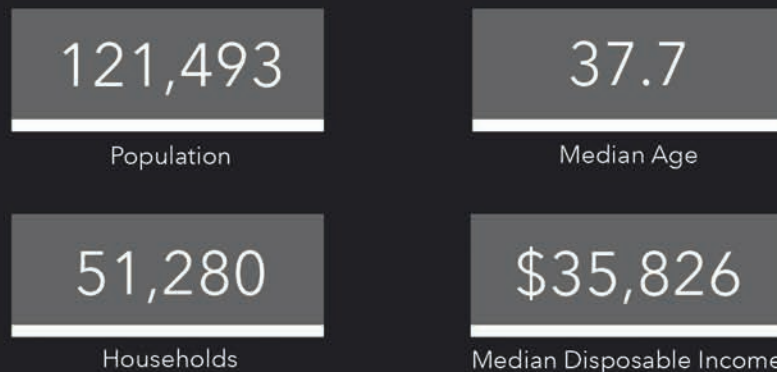 121,493
37.7
Population
Median Age
51,280
$35,826
Households
Median Disposable Income